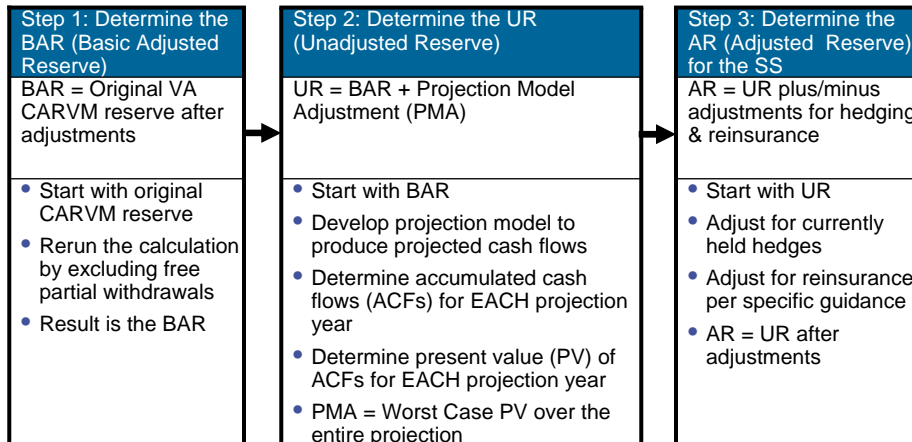 Step 1: Determine the
BAR (Basic Adjusted
Reserve)
BAR = Original VA
CARVM reserve after
adjustments
• Start with original
CARVM reserve
• Rerun the calculation
by excluding free
partial withdrawals
• Result is the BAR
Step 2: Determine the UR
(Unadjusted Reserve)
UR = BAR + Projection Model
Adjustment (PMA)
• Start with BAR
• Develop projection model to
produce projected cash flows
• Determine accumulated cash
flows (ACFs) for EACH projection
year
• Determine present value (PV) of
ACFs for EACH projection year
• PMA = Worst Case PV over the
entire projection
Step 3: Determine the
AR (Adjusted Reserve)
for the SS
AR = UR plus/minus
adjustments for hedging
& reinsurance
• Start with UR
• Adjust for currently
held hedges
• Adjust for reinsurance
per specific guidance
• AR = UR after
adjustments